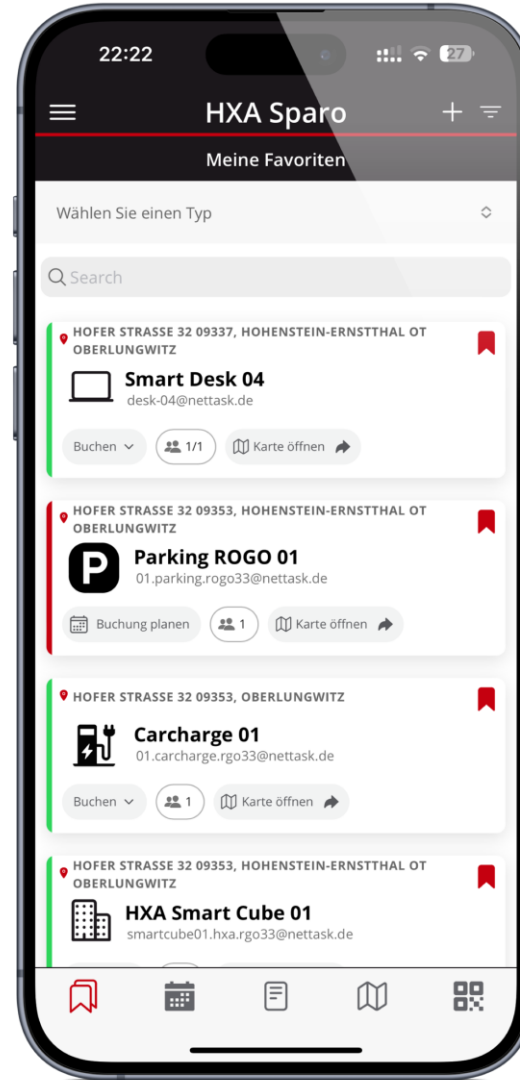 22:22
27
HXA Sparo
Meine Favoriten
Wählen Sie einen Typ
Search
HOFER STRASSE 32 09337, HOHENSTEIN-ERNSTTHAL OT
OBERLUNGWITZ
Smart Desk 04
desk-04@nettask.de
Buchen 1/1 Karte öffnen
HOFER STRASSE 32 09353, HOHENSTEIN-ERNSTTHAL OT
OBERLUNGWITZ
P
Parking ROGO 01
01.parking.rogo33@nettask.de
Buchung planen 1 Karte öffnen
HOFER STRASSE 32 09353, OBERLUNGWITZ
Carcharge 01
01.carcharge.rgo33@nettask.de
Buchen 1 Karte öffnen
HOFER STRASSE 32 09353, HOHENSTEIN-ERNSTTHAL OT
OBERLUNGWITZ
HXA Smart Cube 01
smartcube01.hxa.rgo33@nettask.de